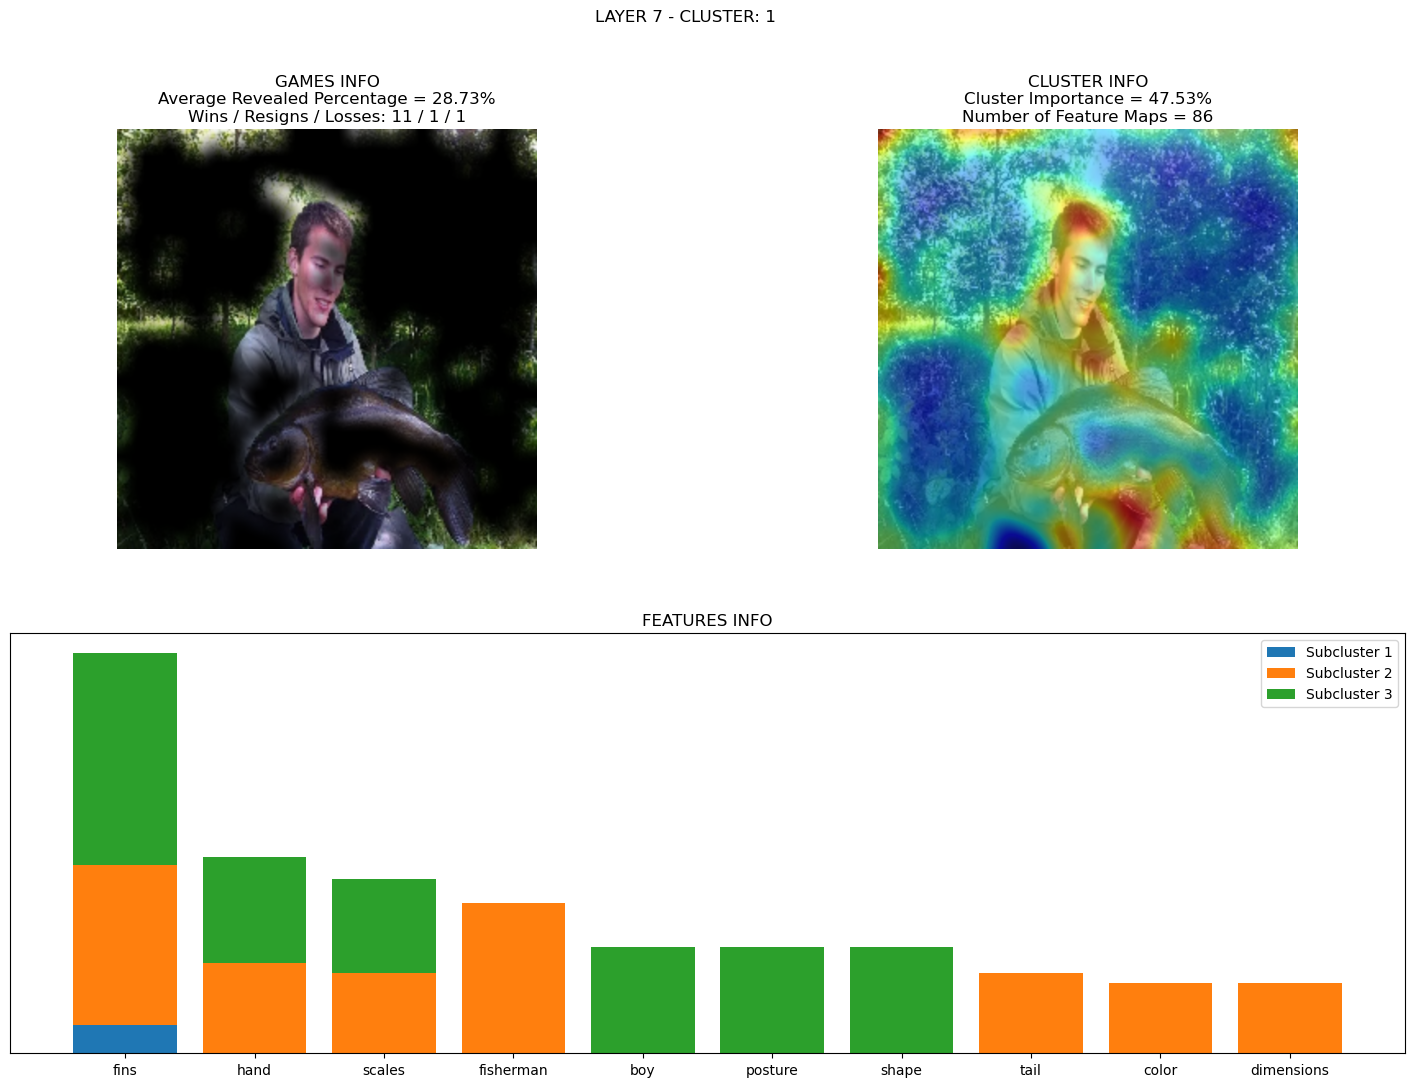 LAYER 7 - CLUSTER: 1
GAMES INFO
Average Revealed Percentage = 28.73%
Wins / Resigns / Losses: 11 / 1 / 1
CLUSTER INFO
Cluster Importance = 47.53%
Number of Feature Maps = 86
FEATURES INFO
Subcluster 1
Subcluster 2
Subcluster 3
fins hand scales fisherman boy posture shape tail color dimensions